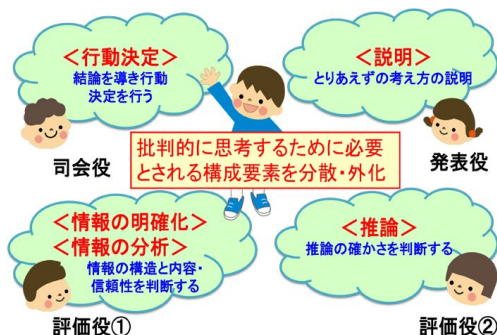 ＜行動決定＞
結論を導き行動
決定を行う
司会役
＜説明＞
とりあえずの考え方の説明
発表役
批判的に思考するために必要
とされる構成要素を分散・外化
＜情報の明確化＞
＜情報の分析＞
情報の構造と内容・
信頼性を判断する
評価役①
＜推論＞
推論の確かさを判断する
評価役②